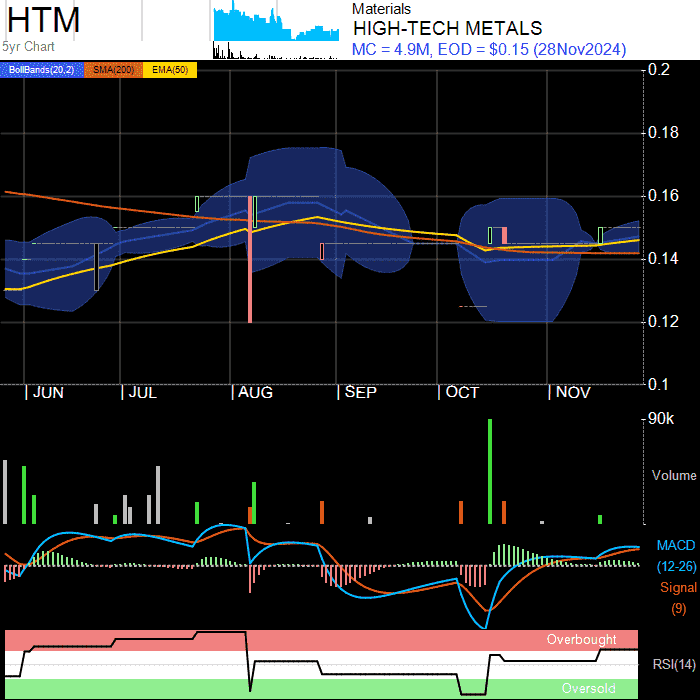 HTM
5yr Chart
Materials
HIGH-TECH METALS
MC = 4.9M, EOD = $0.15 (28Nov2024)
BollBands(20,2) SMA(200) EMA(50)
0.2
0.18
0.16
0.14
0.12
0.1
JUN JUL AUG SEP OCT NOV
90k
Volume
MACD
(12-26)
Signal
(9)
Overbought
RSI(14)
Oversold